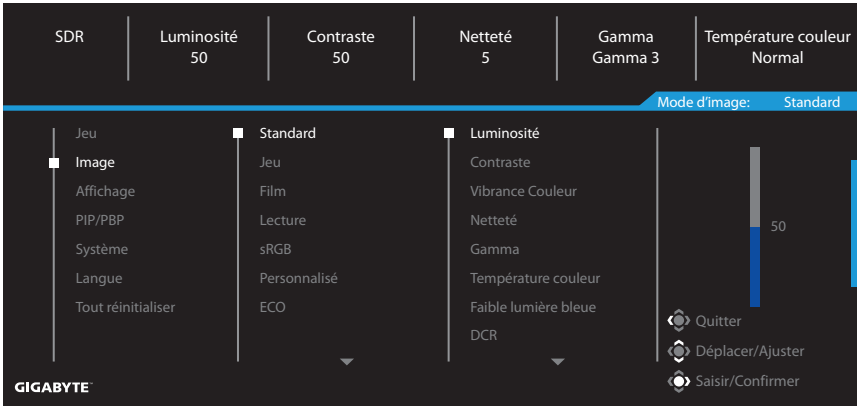 SDR
Luminosité
50
Contraste
50
Netteté
5
Gamma
Gamma 3
Température couleur
Normal
Mode d'image: Standard
Jeu
Image
Affichage
PIP/PBP
Système
Langue
Tout réinitialiser
Standard
Jeu
Film
Lecture
sRGB
Personnalisé
ECO
Luminosité
Contraste
Vibrance Couleur
Netteté
Gamma
Température couleur
Faible lumière bleue
DCR
50
Quitter
Déplacer/Ajuster
Saisir/Confirmer
GIGABYTE™